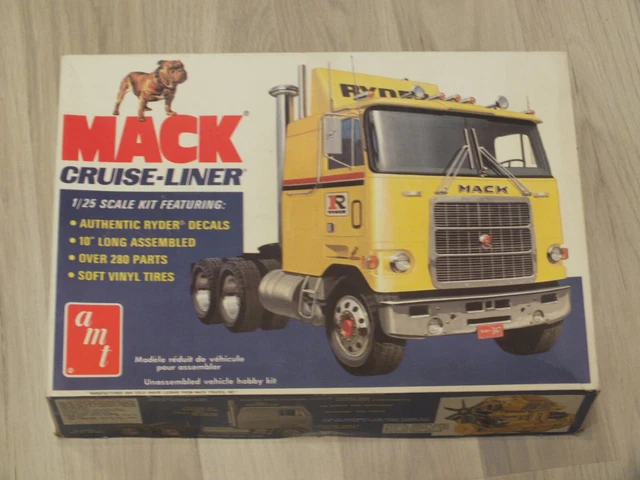 MACK®
CRUISE-LINER
1/25 SCALE KIT FEATURING:
• AUTHENTIC RYDER® DECALS
• 10" LONG ASSEMBLED
• OVER 280 PARTS
• SOFT VINYL TIRES
amt
®
Modèle réduit de véhicule
pour assembler
Unassembled vehicle hobby kit
RYDER
R
RYDER
MACK